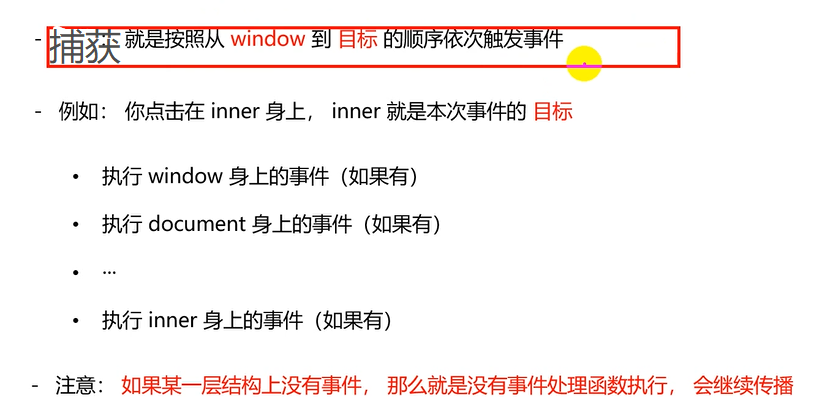 - 捕获 就是按照从 window 到 目标 的顺序依次触发事件
- 例如： 你点击在 inner 身上， inner 就是本次事件的 目标
• 执行 window 身上的事件（如果有）
• 执行 document 身上的事件（如果有）
• ...
• 执行 inner 身上的事件（如果有）
- 注意： 如果某一层结构上没有事件， 那么就是没有事件处理函数执行， 会继续传播